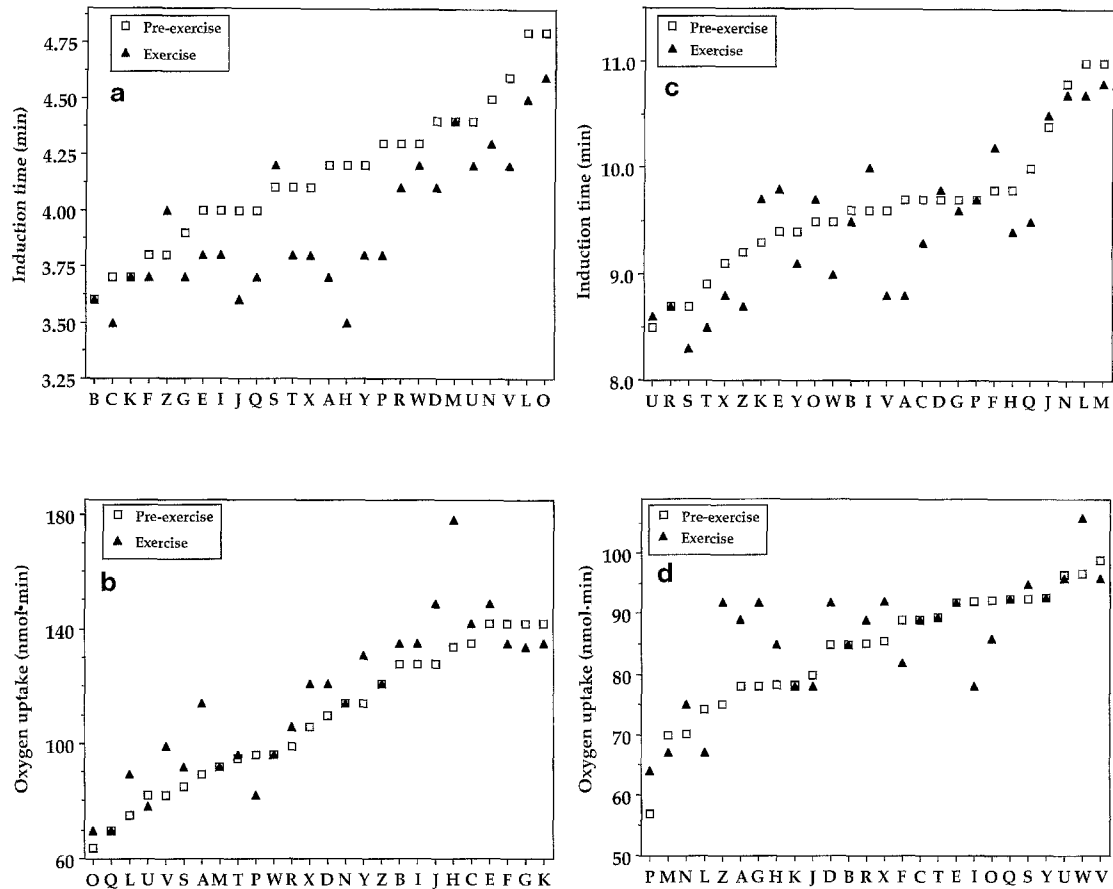 Pre-exercise
Exercise
a
Induction time (min)
4.75
4.50
4.25
4.00
3.75
3.50
3.25
B C K F Z G E I J Q S T X A H Y P R W D M U N V L O
Pre-exercise
Exercise
c
Induction time (min)
11.0
10.0
9.0
8.0
U R S T X Z K E Y O W B I V A C D G P F H Q J N L M
Pre-exercise
Exercise
b
Oxygen uptake (nmol·min)
180
140
100
60
O Q L U V S A M T P W R X D N Y Z B I J H C E F G K
Pre-exercise
Exercise
d
Oxygen uptake (nmol·min)
100
90
80
70
60
50
P M N L Z A G H K J D B R X F C T E I O Q S Y U W V